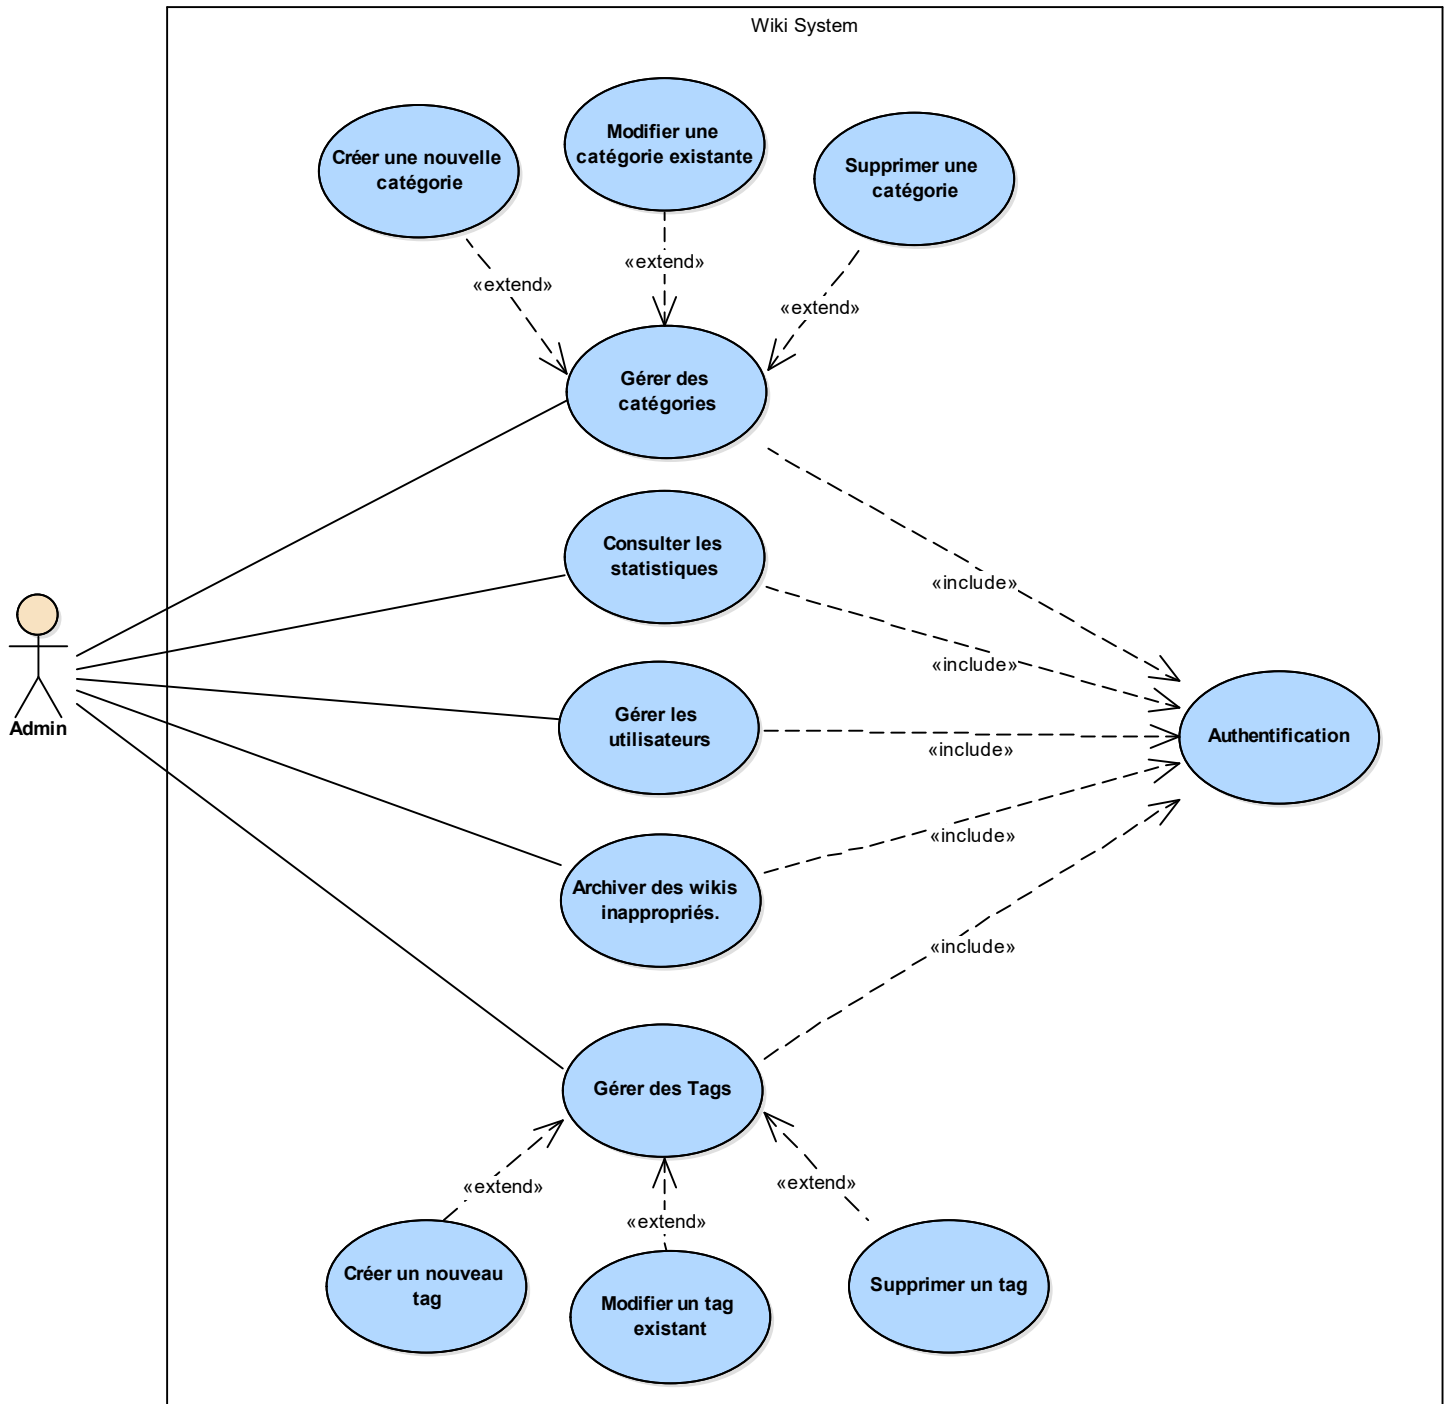 Wiki System
Créer une nouvelle
catégorie
Modifier une
catégorie existante
Supprimer une
catégorie
«extend»
«extend»
«extend»
Gérer des
catégories
Consulter les
statistiques
«include»
«include»
Admin
Gérer les
utilisateurs
«include»
Authentification
Archiver des wikis
inappropriés.
«include»
«include»
Gérer des Tags
«extend»
«extend»
«extend»
Créer un nouveau
tag
Modifier un tag
existant
Supprimer un tag